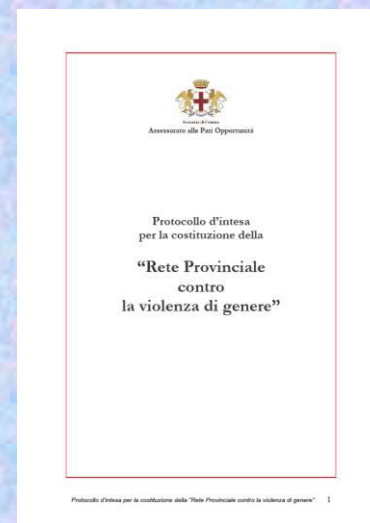 Provincia di Genova
Assessorato alle Pari Opportunità
Protocollo d'intesa
per la costituzione della
“Rete Provinciale
contro
la violenza di genere”
Protocollo d'intesa per la costituzione della "Rete Provinciale contro la violenza di genere" 1